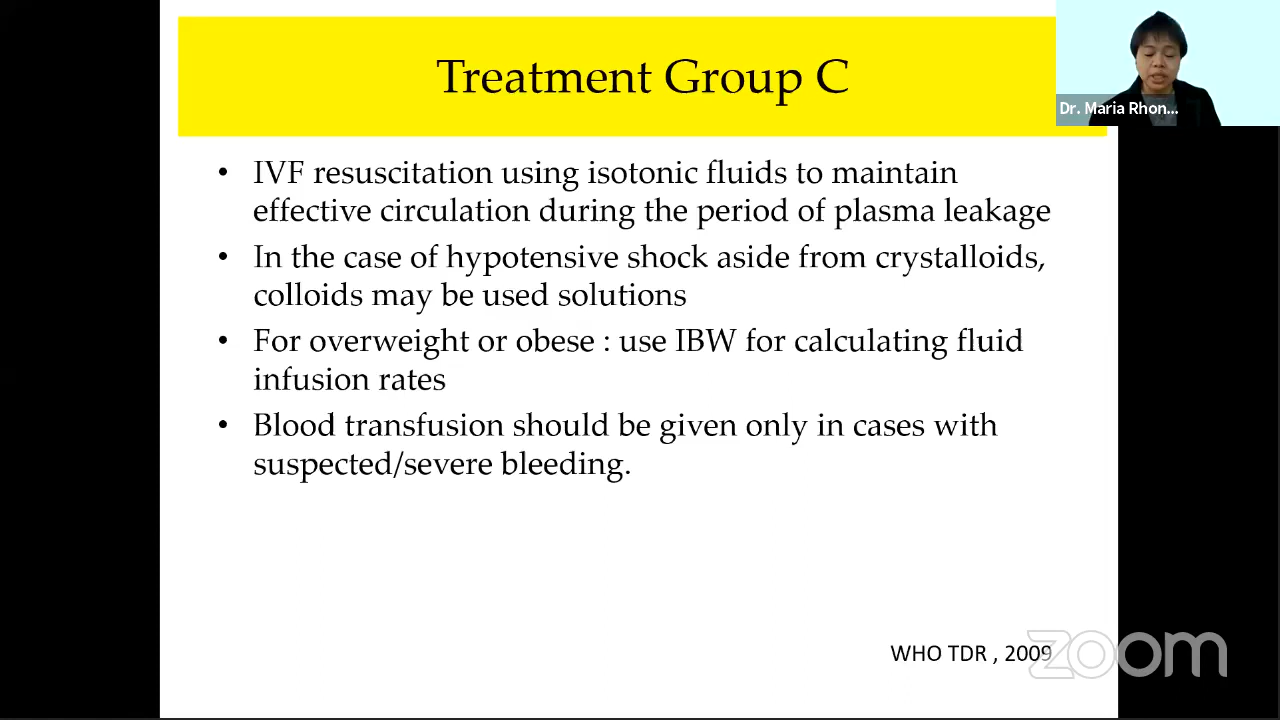 Treatment Group C
Dr. Maria Rhon...
• IVF resuscitation using isotonic fluids to maintain
effective circulation during the period of plasma leakage
• In the case of hypotensive shock aside from crystalloids,
colloids may be used solutions
• For overweight or obese : use IBW for calculating fluid
infusion rates
• Blood transfusion should be given only in cases with
suspected/severe bleeding.
WHO TDR , 2009
zoom